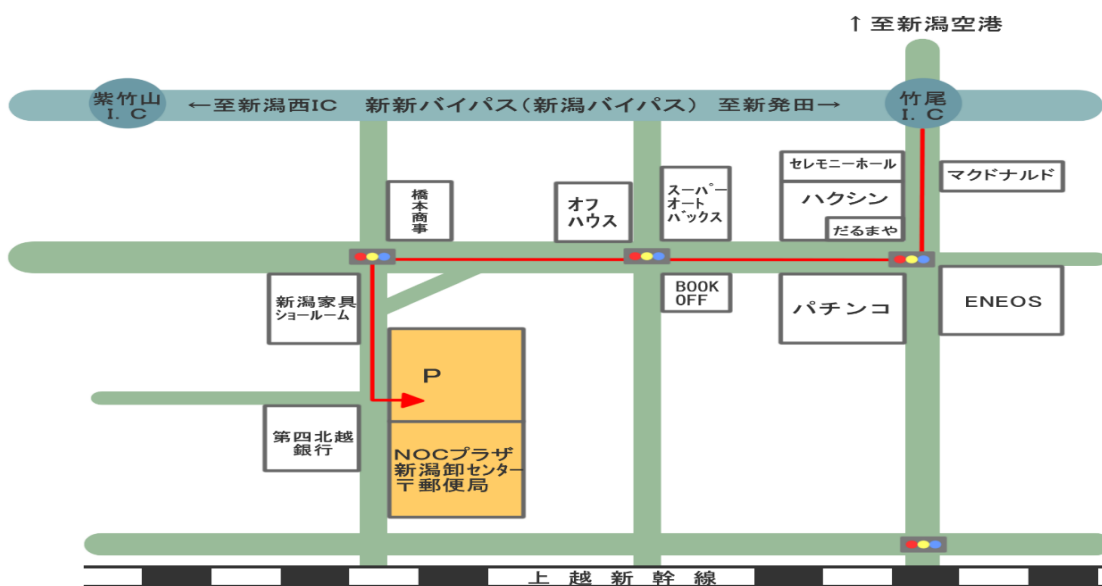 ↑至新潟空港
紫竹山
I.C
←至新潟西IC 新新バイパス(新潟バイパス) 至新発田→
竹尾
I.C
橋本商事
オフ
ハウス
スーパー
オート
バックス
セレモニーホール
ハクシン
だるまや
マクドナルド
新潟家具
ショールーム
BOOK
OFF
パチンコ
ENEOS
P
第四北越
銀行
NOCプラザ
新潟卸センター
〒郵便局
上越新幹線